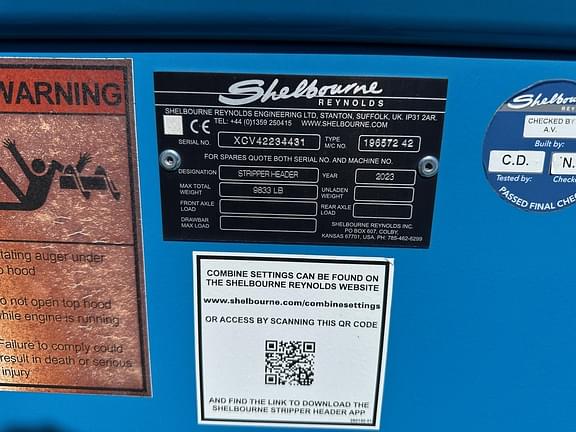 WARNING
tating auger under
p hood
o not open top hood
while engine is running
Failure to comply could
result in death or serious
injury
Shelbourne
REYNOLDS
SHELBOURNE REYNOLDS ENGINEERING LTD, STANTON, SUFFOLK, UK. IP31 2AR.
TEL: +44 (0)1359 250415 WWW.SHELBOURNE.COM
CE
SERIAL NO. XCV42234431 TYPE M/C NO. 196572 42
FOR SPARES QUOTE BOTH SERIAL NO. AND MACHINE NO.
DESIGNATION STRIPPER HEADER YEAR 2023
MAX TOTAL WEIGHT 9833 LB UNLADEN WEIGHT
FRONT AXLE LOAD REAR AXLE LOAD
DRAWBAR MAX LOAD
SHELBOURNE REYNOLDS INC.
PO BOX 607, COLBY,
KANSAS 67701, USA. PH: 785-462-6299
COMBINE SETTINGS CAN BE FOUND ON
THE SHELBOURNE REYNOLDS WEBSITE
www.shelbourne.com/combinesettings
OR ACCESS BY SCANNING THIS QR CODE
AND FIND THE LINK TO DOWNLOAD THE
SHELBOURNE STRIPPER HEADER APP
Shelbou
REYNOLDS
CHECKED BY
A.V.
Built by:
C.D. N.
Tested by: Check
PASSED FINAL CHE